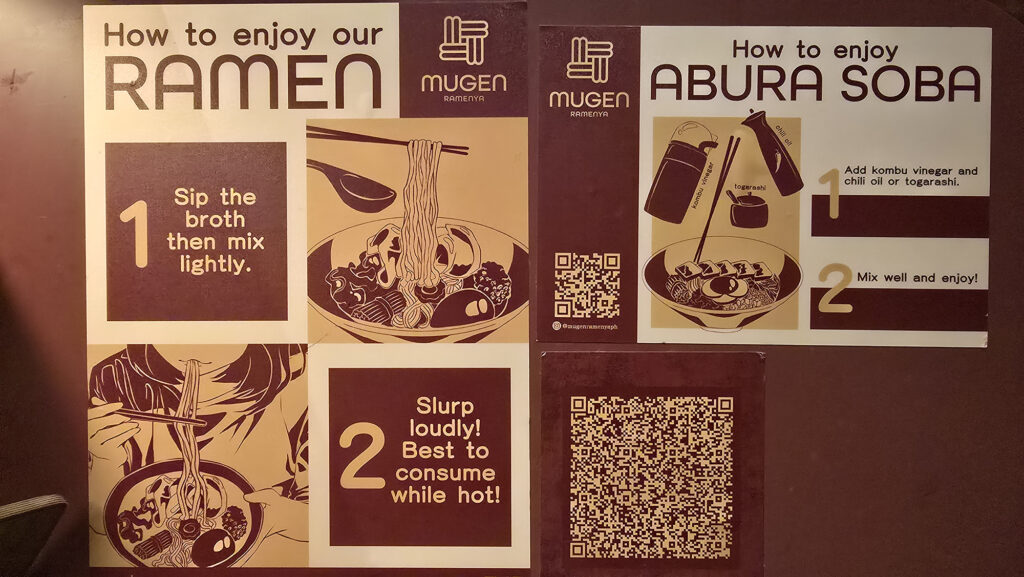 How to enjoy our
RAMEN
MUGEN
RAMENYA
1
Sip the
broth
then mix
lightly.
2
Slurp
loudly!
Best to
consume
while hot!
MUGEN
RAMENYA
@mugenramenyaph
How to enjoy
ABURA SOBA
kombu vinegar
chili oil
togarashi
1
Add kombu vinegar and
chili oil or togarashi.
2
Mix well and enjoy!